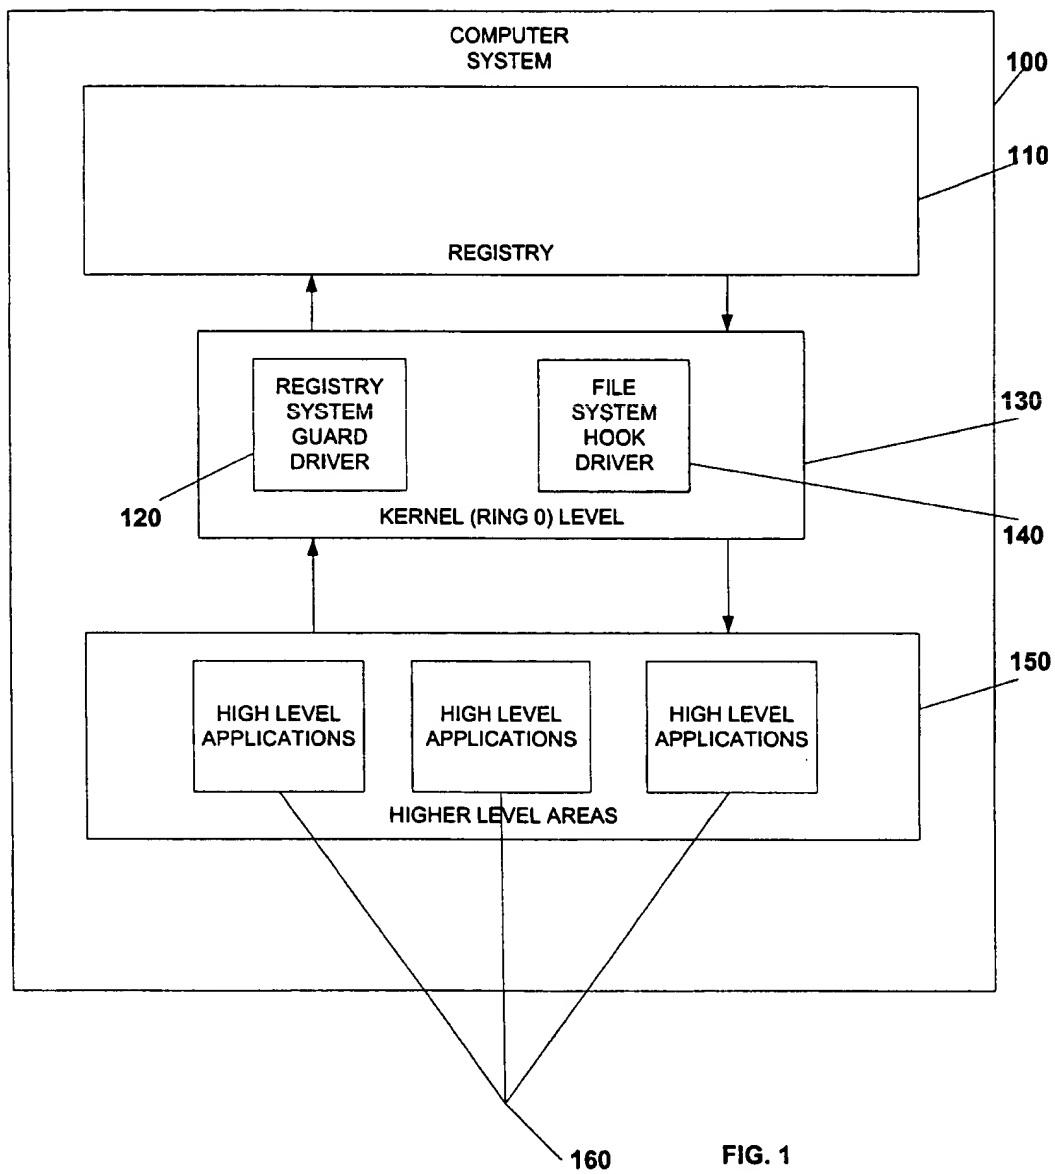 COMPUTER
SYSTEM
100
110
REGISTRY
REGISTRY
SYSTEM
GUARD
DRIVER
FILE
SYSTEM
HOOK
DRIVER
130
120
KERNEL (RING 0) LEVEL
140
150
HIGH LEVEL
APPLICATIONS
HIGH LEVEL
APPLICATIONS
HIGH LEVEL
APPLICATIONS
HIGHER LEVEL AREAS
160
FIG. 1